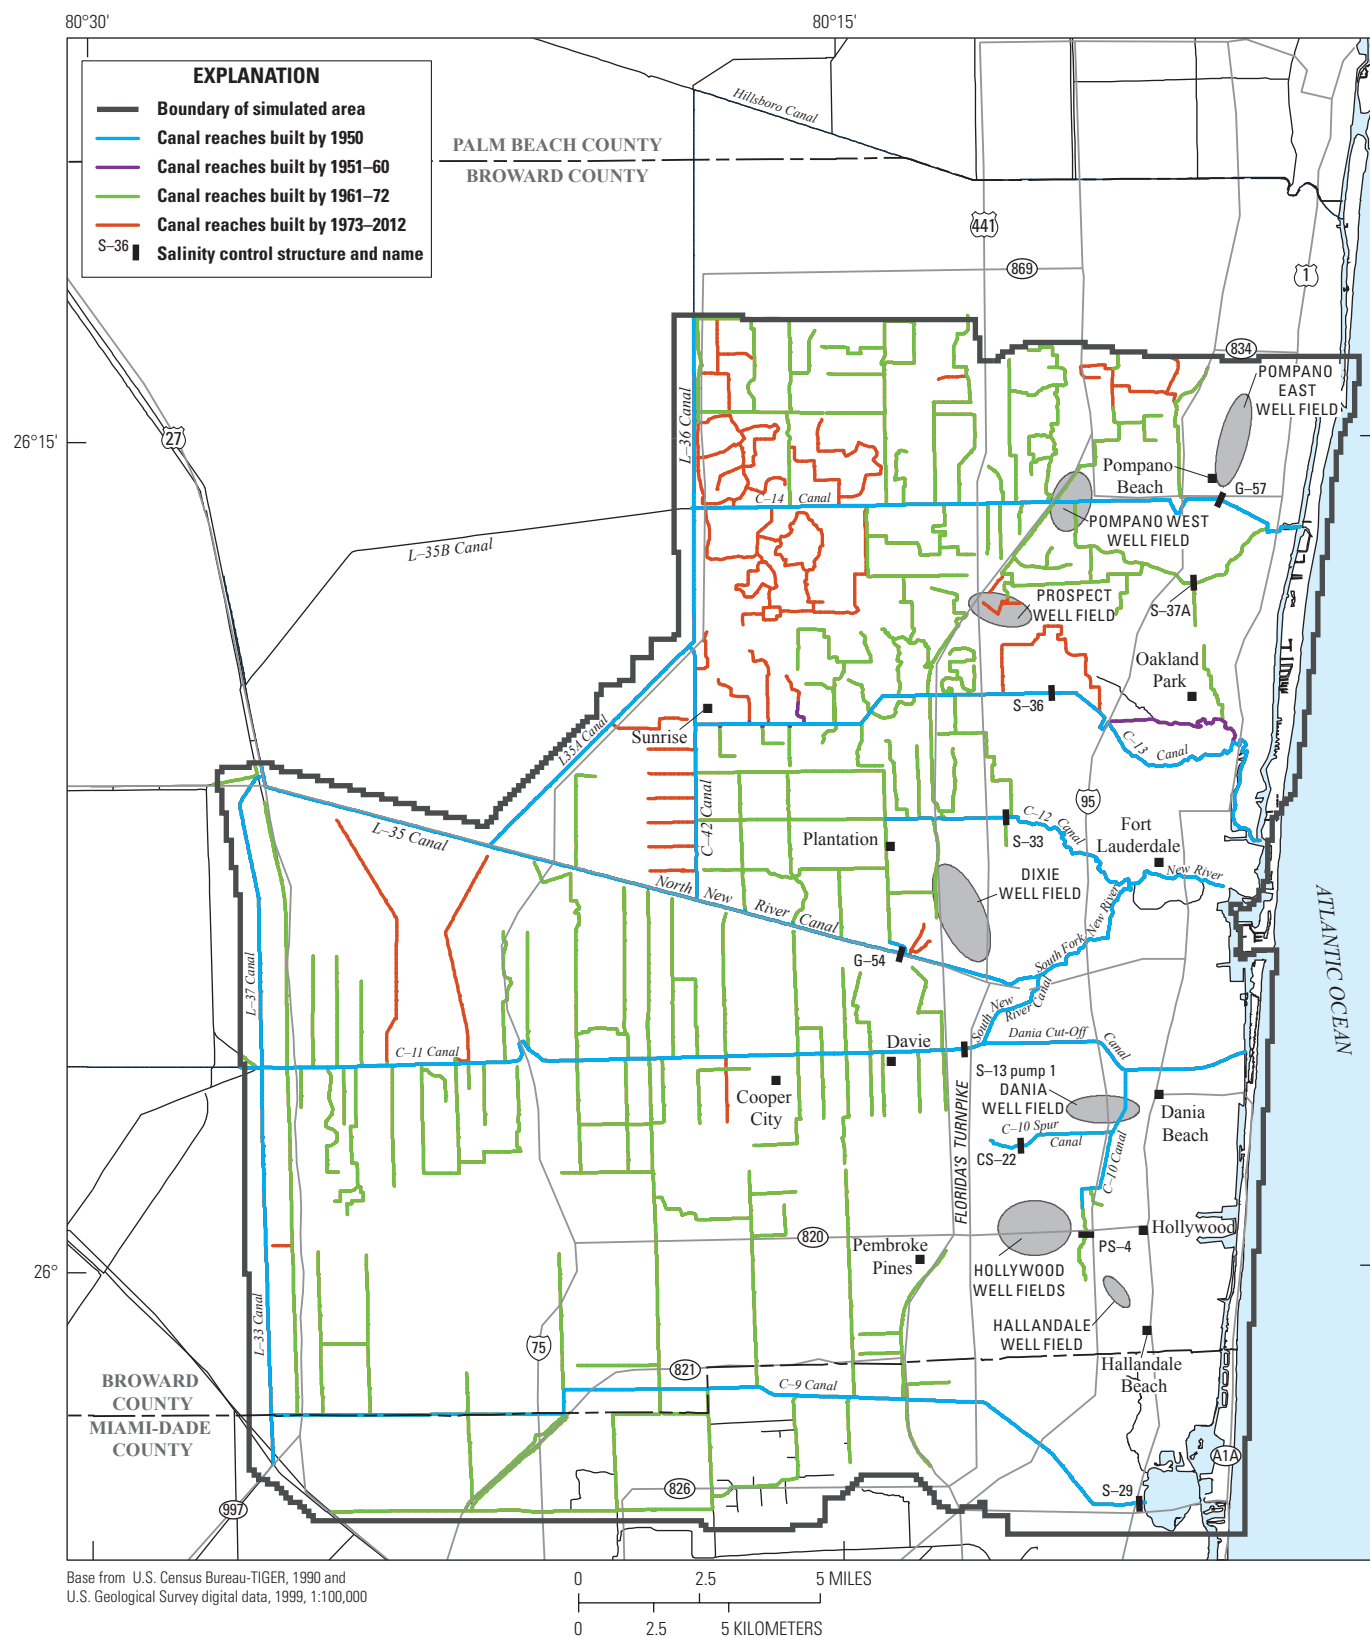 80°30'
80°15'
EXPLANATION
Boundary of simulated area
Canal reaches built by 1950
Canal reaches built by 1951–60
Canal reaches built by 1961–72
Canal reaches built by 1973–2012
S–36
Salinity control structure and name
Hillsboro Canal
PALM BEACH COUNTY
BROWARD COUNTY
441
869
1
834
POMPANO
EAST
WELL FIELD
L–36 Canal
26°15'
27
Pompano
Beach
G–57
C–14 Canal
POMPANO WEST
WELL FIELD
L–35B Canal
PROSPECT
WELL FIELD
S–37A
Oakland
Park
S–36
Sunrise
L35A Canal
C–13 Canal
C–42 Canal
95
L–35 Canal
Plantation
C–12 Canal
S–33
Fort
Lauderdale
New River
DIXIE
WELL FIELD
North New River Canal
South Fork New River
G–54
ATLANTIC OCEAN
L–37 Canal
South New
River Canal
Dania Cut-Off
Canal
C–11 Canal
Davie
S–13 pump 1
DANIA
WELL FIELD
Cooper
City
Dania
Beach
C–10 Spur
Canal
CS–22
C–10 Canal
FLORIDA'S TURNPIKE
820
Hollywood
PS–4
Pembroke
Pines
26°
HOLLYWOOD
WELL FIELDS
HALLANDALE
WELL FIELD
L–33 Canal
75
821
Hallandale
Beach
BROWARD
COUNTY
C–9 Canal
MIAMI-DADE
COUNTY
A1A
826
S–29
997
Base from U.S. Census Bureau-TIGER, 1990 and
U.S. Geological Survey digital data, 1999, 1:100,000
0 2.5 5 MILES
0 2.5 5 KILOMETERS